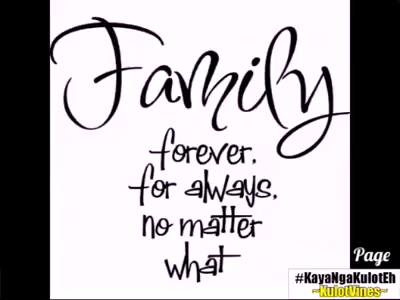 Family
forever,
for always,
no matter
what
Page
#KayaNgaKulotEh
~KulotVines~